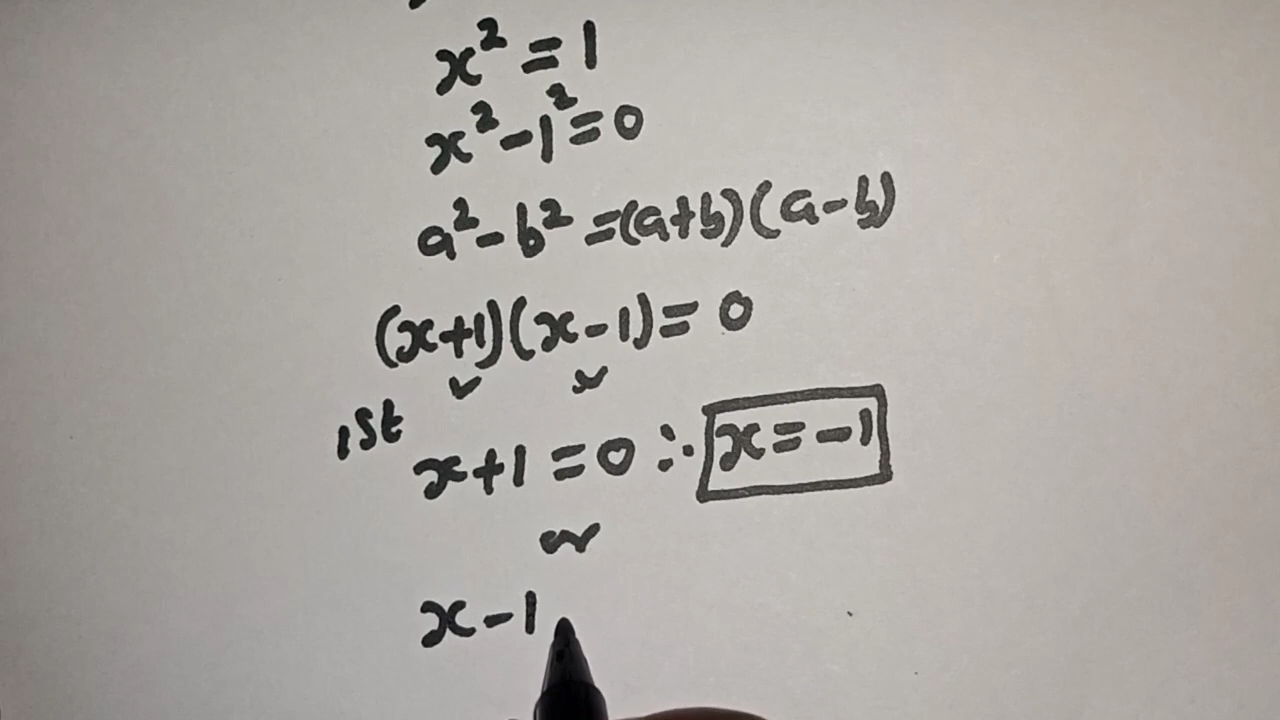 x² = 1
x² - 1² = 0
a² - b² = (a+b)(a-b)
(x+1)(x-1) = 0
1st
x+1 = 0 ∴ x = -1
or
x - 1